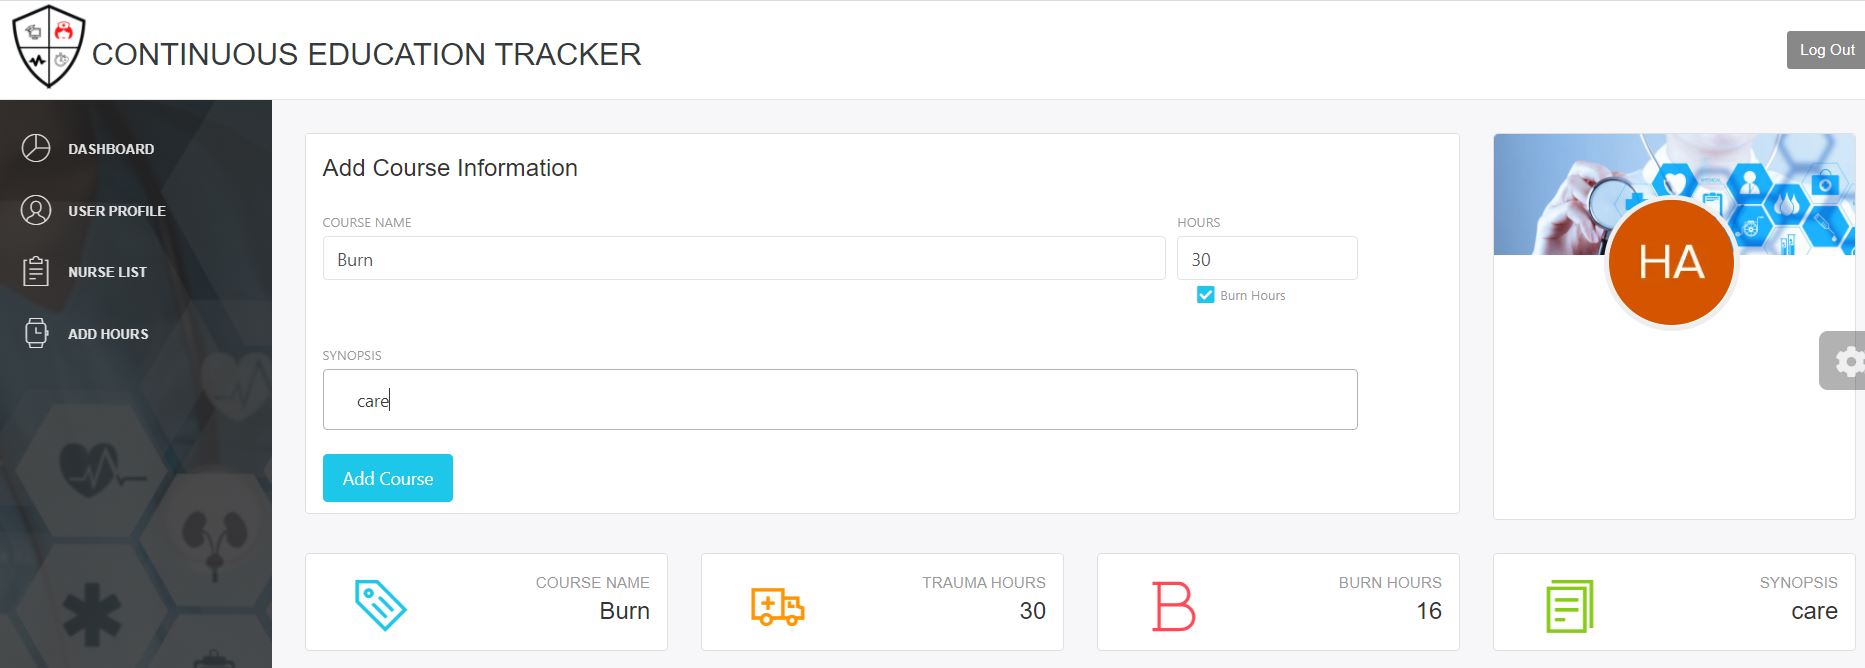 CONTINUOUS EDUCATION TRACKER
Log Out
DASHBOARD
USER PROFILE
NURSE LIST
ADD HOURS
Add Course Information
COURSE NAME
HOURS
Burn
30
Burn Hours
SYNOPSIS
care
Add Course
HA
COURSE NAME
Burn
TRAUMA HOURS
30
BURN HOURS
16
SYNOPSIS
care